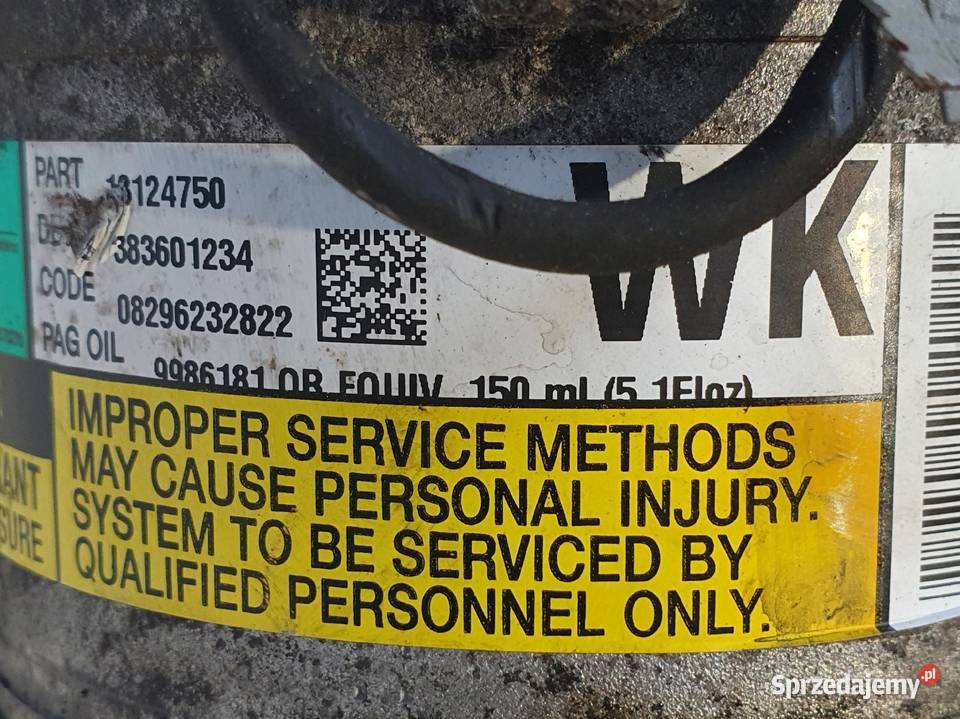 PART 13124750
383601234
CODE 08296232822
PAG OIL 9986181 OR EQUIV. 150 ml (5.1Floz)
WK
IMPROPER SERVICE METHODS
MAY CAUSE PERSONAL INJURY.
SYSTEM TO BE SERVICED BY
QUALIFIED PERSONNEL ONLY.
Sprzedajemy.pl